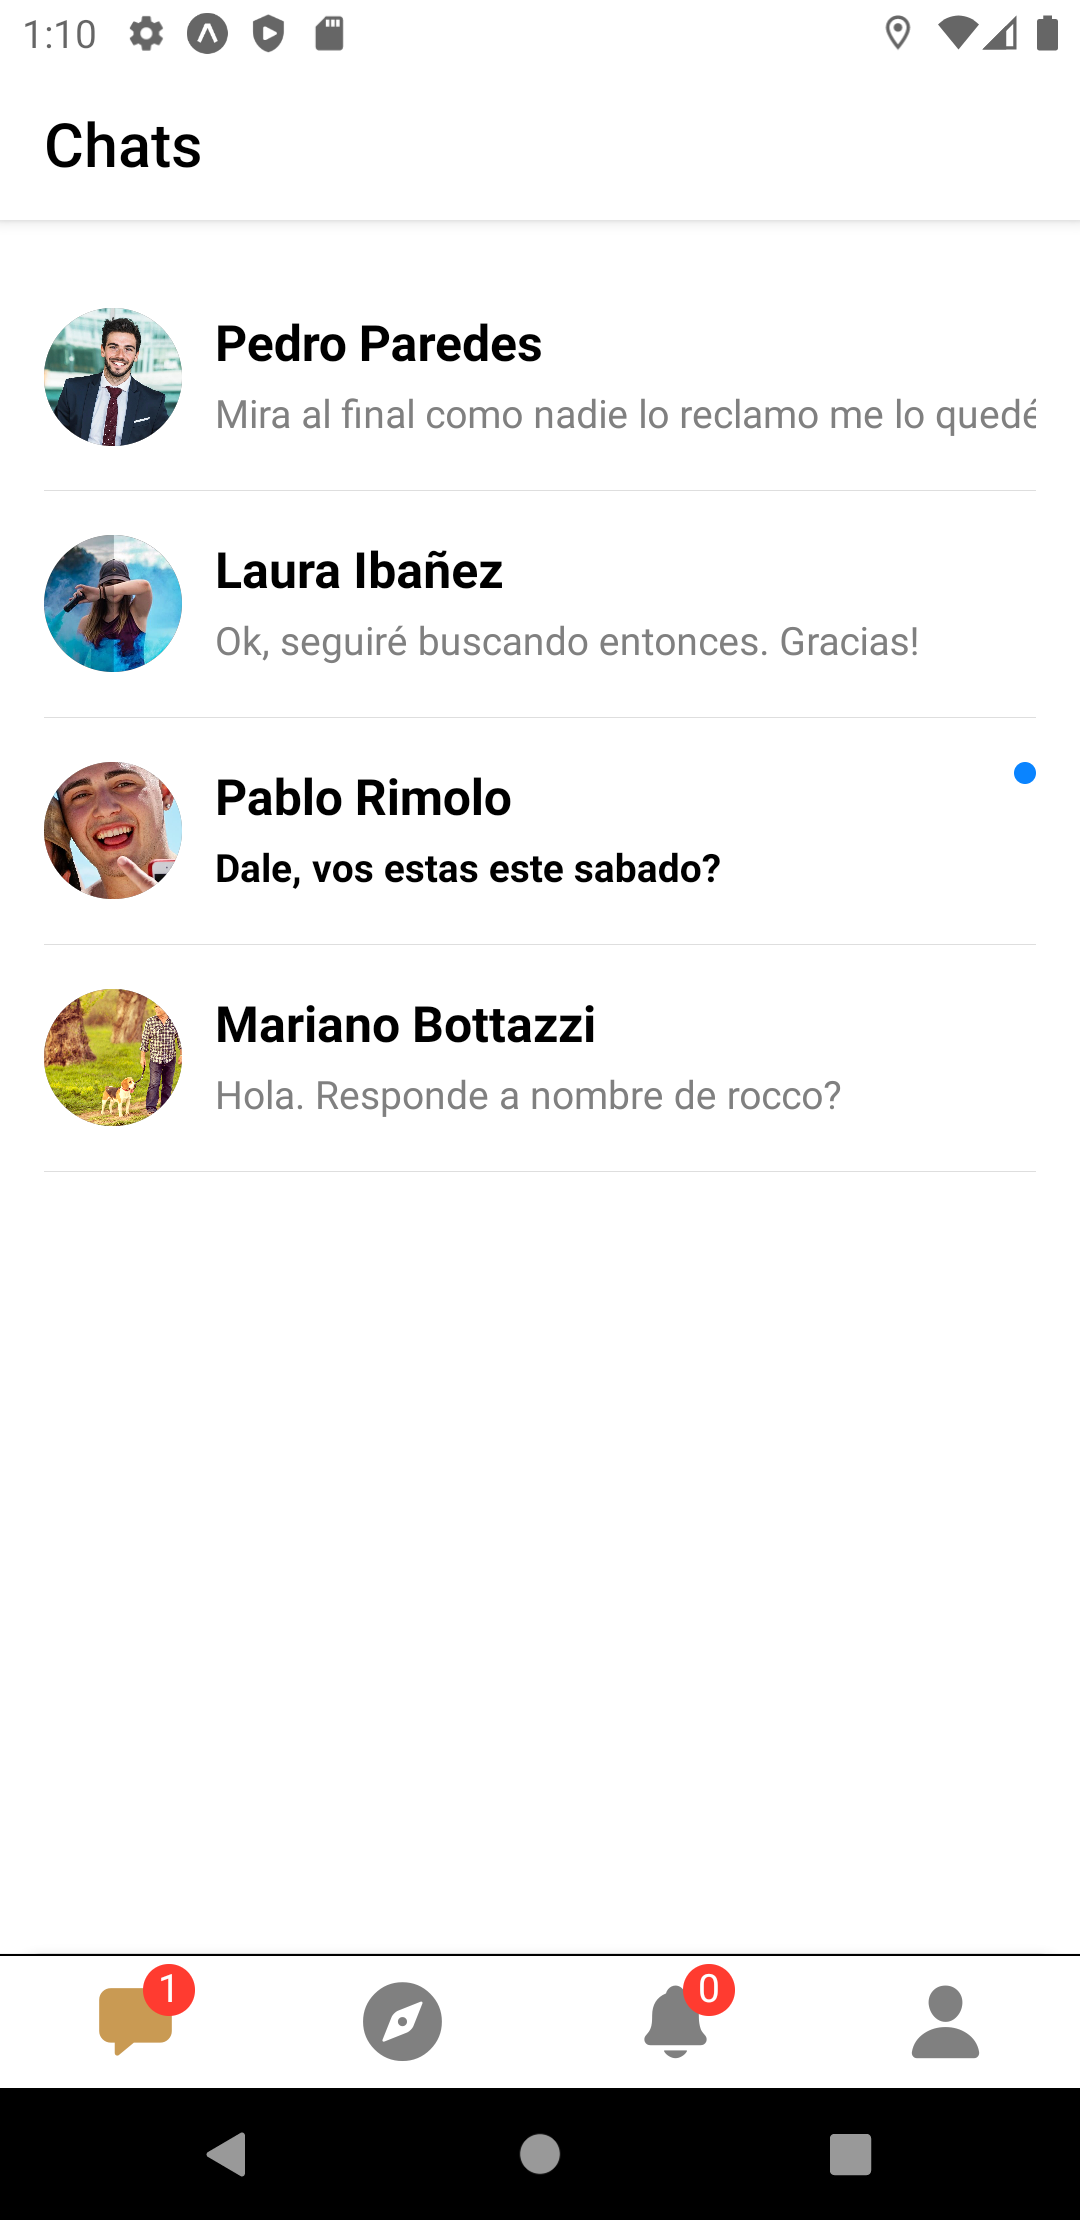 1:10
Chats
Pedro Paredes
Mira al final como nadie lo reclamo me lo quedé
Laura Ibañez
Ok, seguiré buscando entonces. Gracias!
Pablo Rimolo
Dale, vos estas este sabado?
Mariano Bottazzi
Hola. Responde a nombre de rocco?
1
0